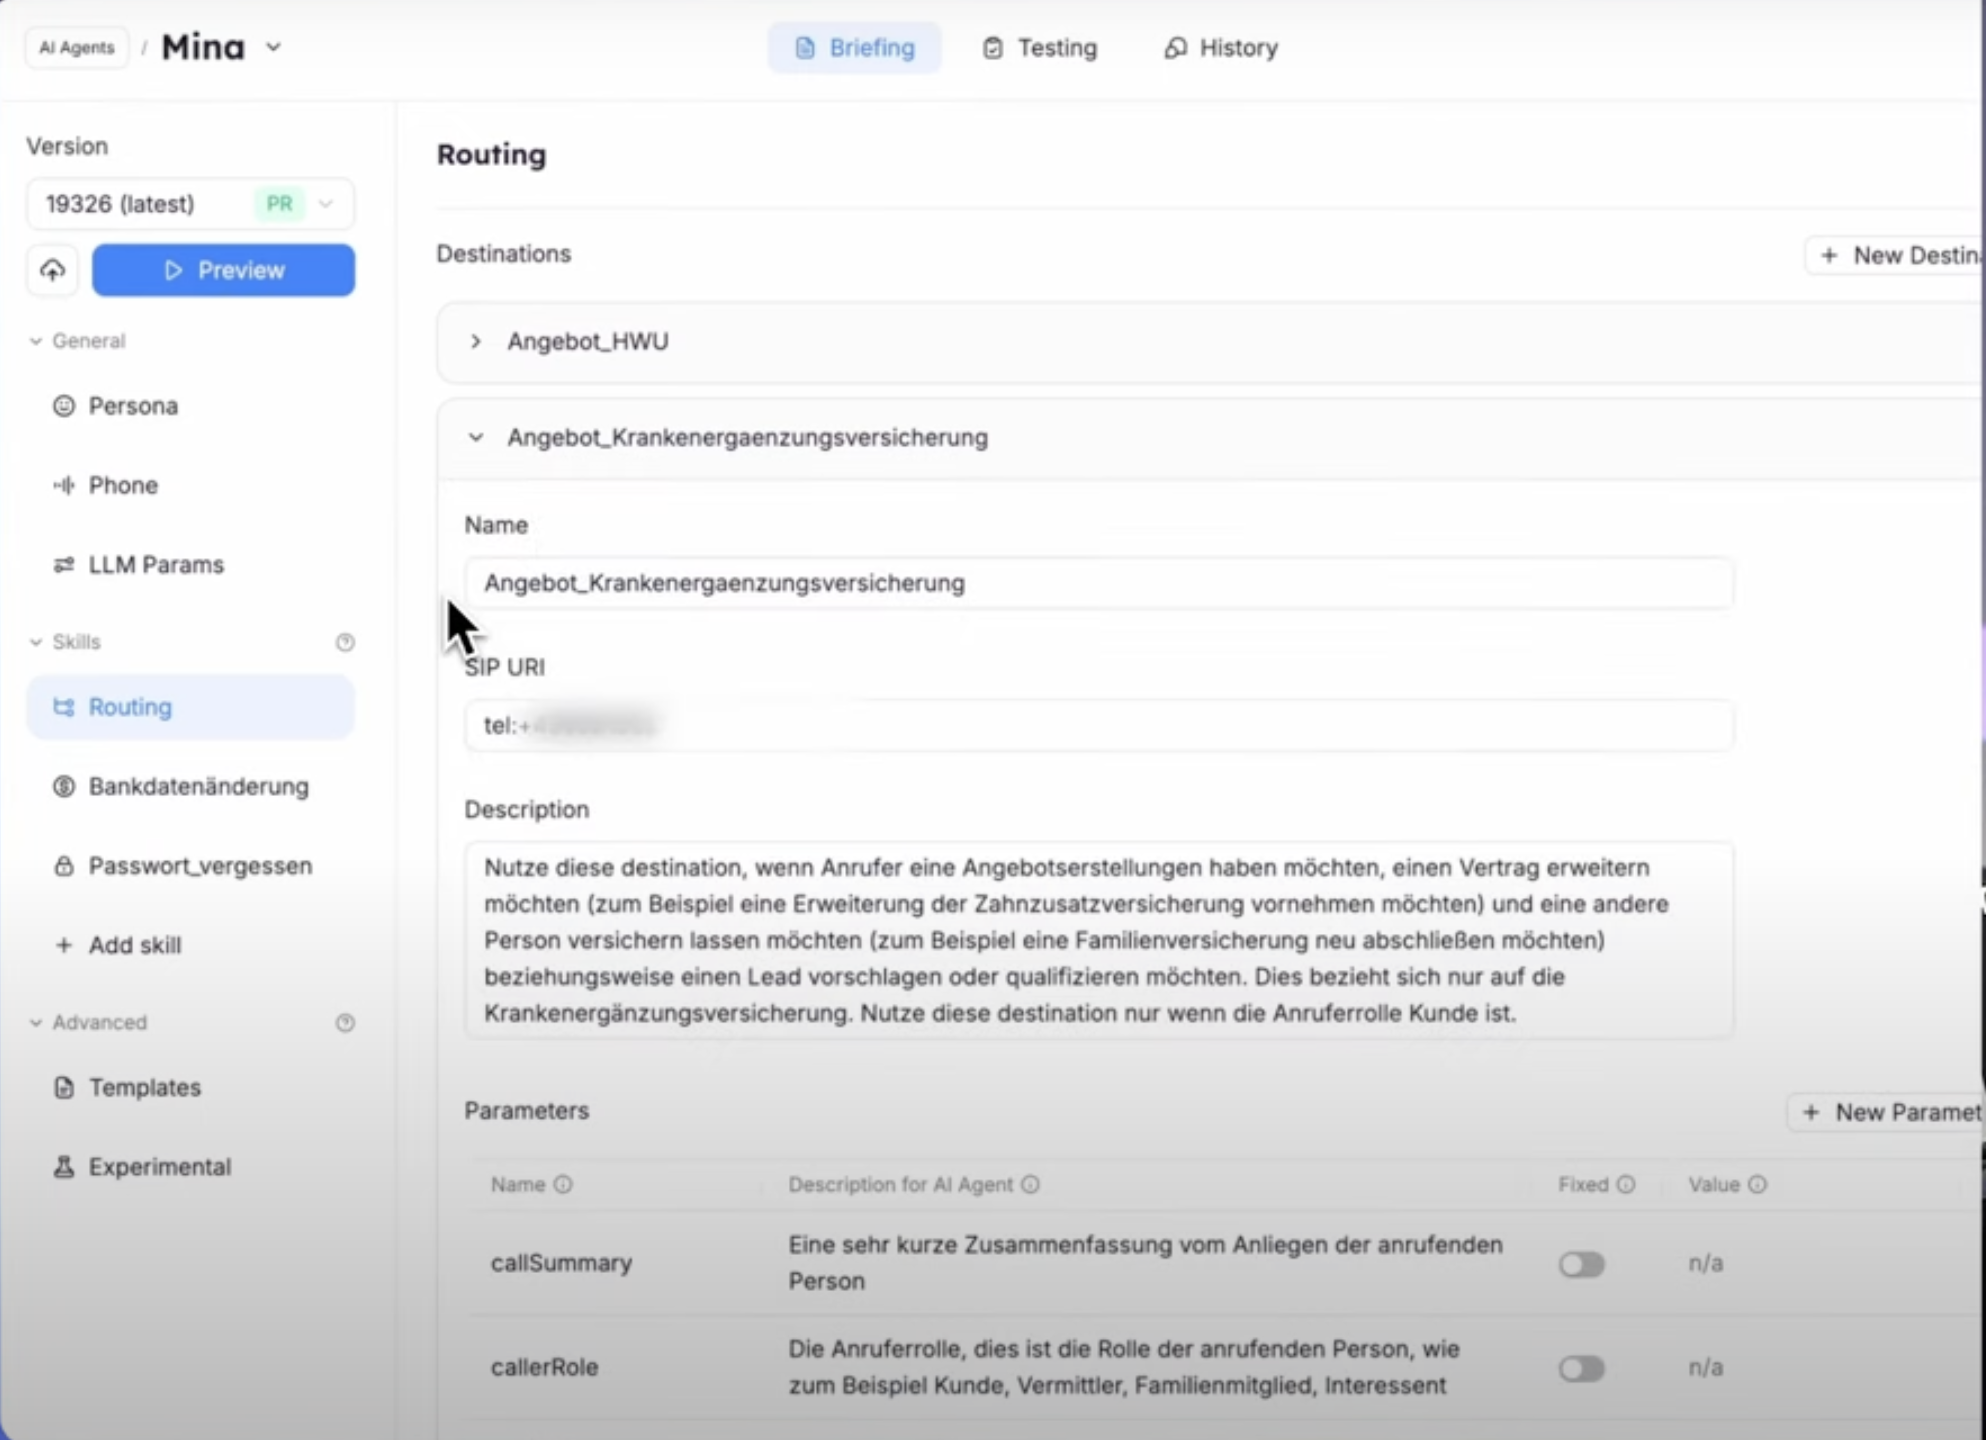 AI Agents / Mina
Briefing
Testing
History
Version
19326 (latest) PR
Preview
General
Persona
Phone
LLM Params
Skills
Routing
Bankdatenänderung
Passwort_vergessen
+ Add skill
Advanced
Templates
Experimental
Routing
Destinations
+ New Destin
Angebot_HWU
Angebot_Krankenergaenzungsversicherung
Name
Angebot_Krankenergaenzungsversicherung
SIP URI
tel:+
Description
Nutze diese destination, wenn Anrufer eine Angebotserstellungen haben möchten, einen Vertrag erweitern
möchten (zum Beispiel eine Erweiterung der Zahnzusatzversicherung vornehmen möchten) und eine andere
Person versichern lassen möchten (zum Beispiel eine Familienversicherung neu abschließen möchten)
beziehungsweise einen Lead vorschlagen oder qualifizieren möchten. Dies bezieht sich nur auf die
Krankenergänzungsversicherung. Nutze diese destination nur wenn die Anruferrolle Kunde ist.
Parameters
+ New Paramet
Name Description for AI Agent Fixed Value
callSummary
Eine sehr kurze Zusammenfassung vom Anliegen der anrufenden
Person
n/a
callerRole
Die Anruferrolle, dies ist die Rolle der anrufenden Person, wie
zum Beispiel Kunde, Vermittler, Familienmitglied, Interessent
n/a